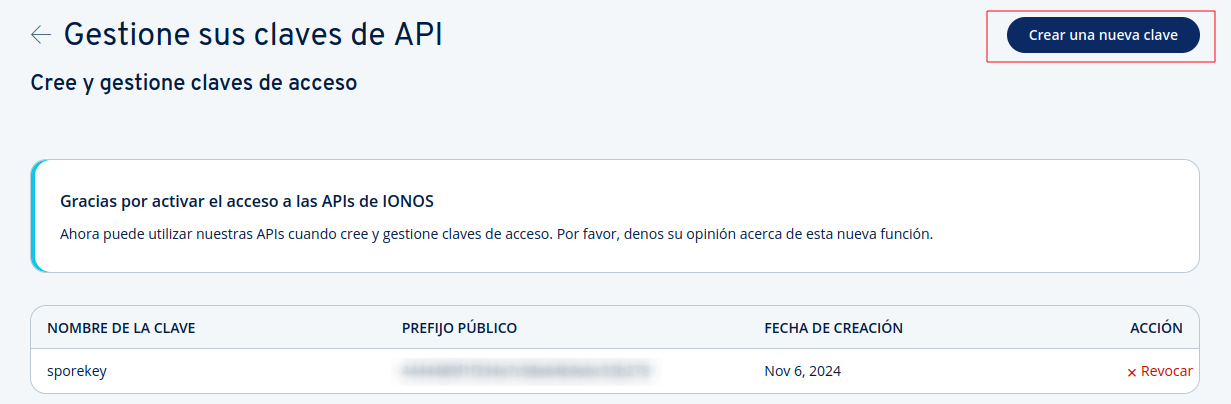 Gestione sus claves de API
Crear una nueva clave
Cree y gestione claves de acceso
Gracias por activar el acceso a las APIs de IONOS
Ahora puede utilizar nuestras APIs cuando cree y gestione claves de acceso. Por favor, denos su opinión acerca de esta nueva función.
NOMBRE DE LA CLAVE PREFIJO PÚBLICO FECHA DE CREACIÓN ACCIÓN
sporekey Nov 6, 2024 × Revocar